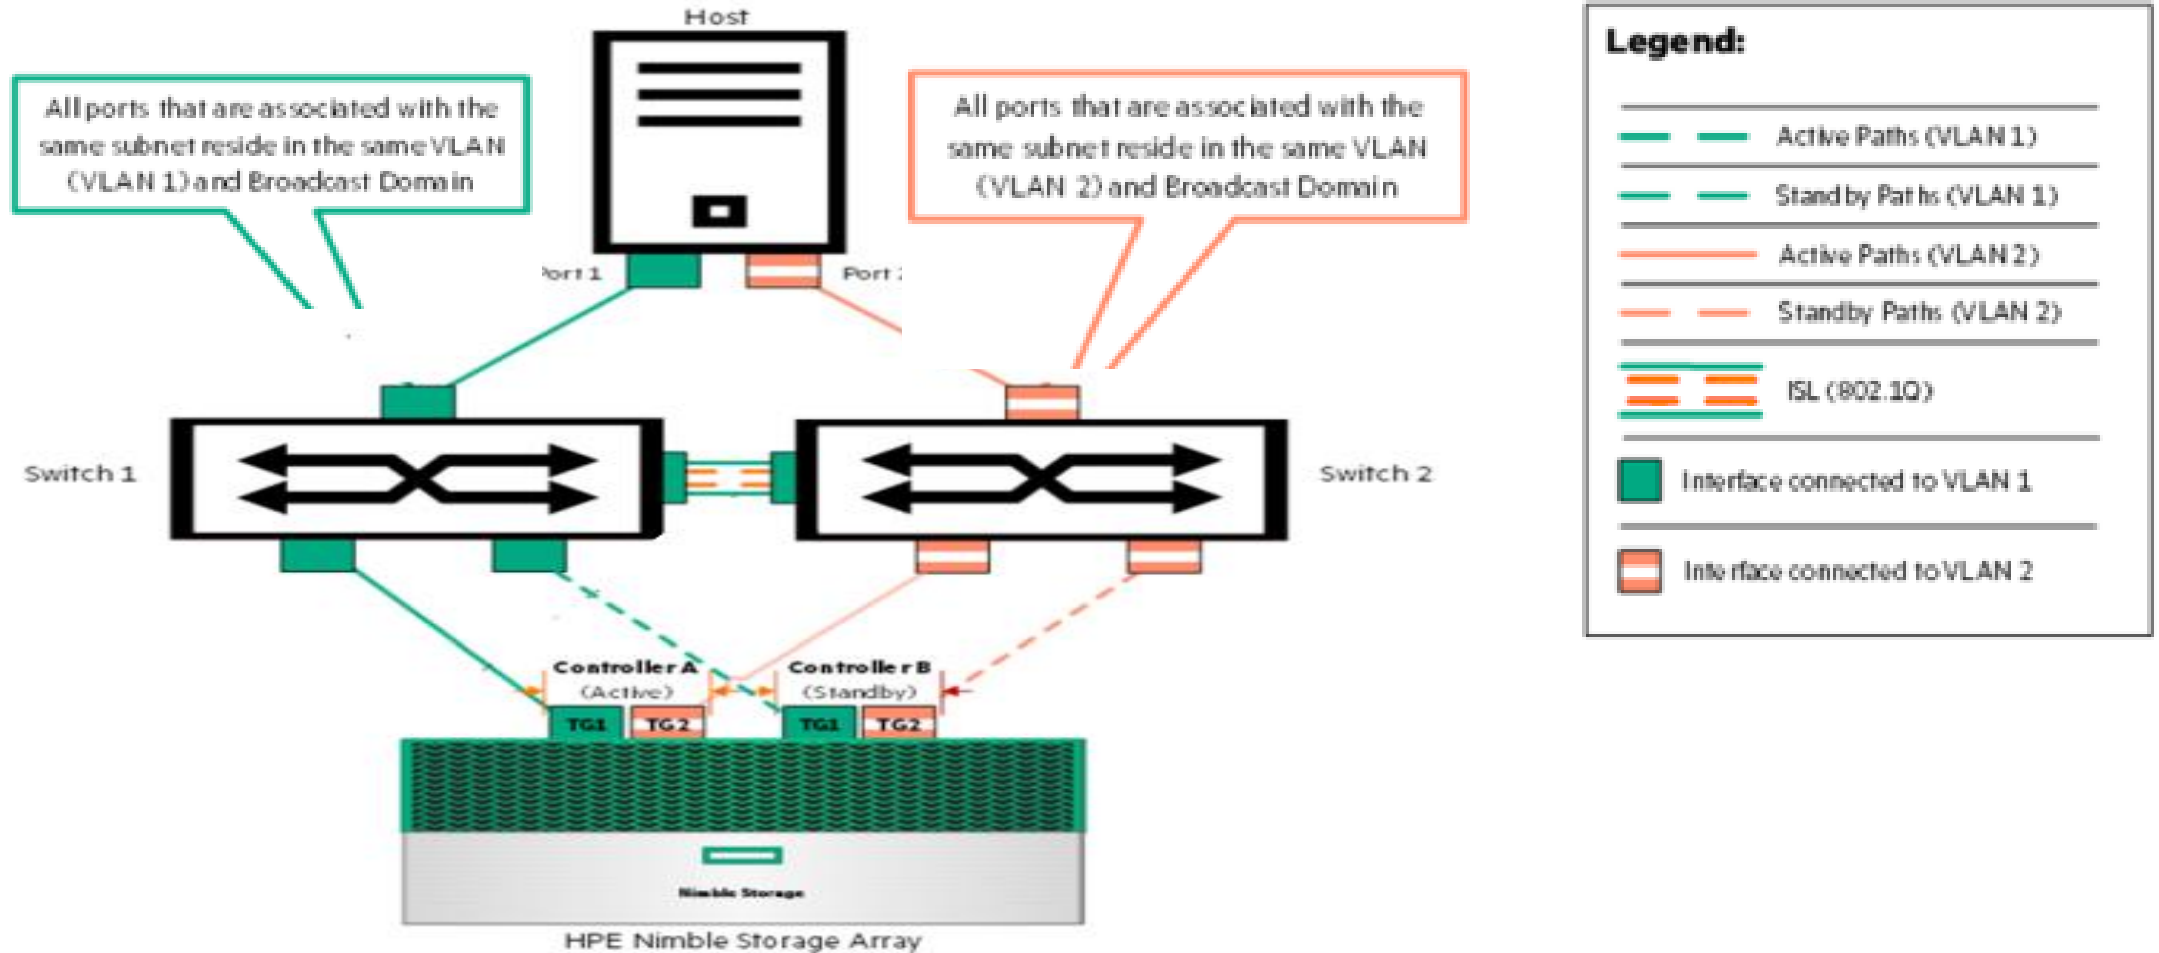 Host
All ports that are associated with the
same subnet reside in the same VLAN
(VLAN 1) and Broadcast Domain
All ports that are associated with the
same subnet reside in the same VLAN
(VLAN 2) and Broadcast Domain
Port 1
Port
Switch 1
Switch 2
Controller A
(Active)
Controller B
(Standby)
TG1
TG2
TG1
TG2
Nimble Storage
HPE Nimble Storage Array
Legend:
Active Paths (VLAN 1)
Standby Paths (VLAN 1)
Active Paths (VLAN 2)
Standby Paths (VLAN 2)
ISL (802.1Q)
Interface connected to VLAN 1
Interface connected to VLAN 2